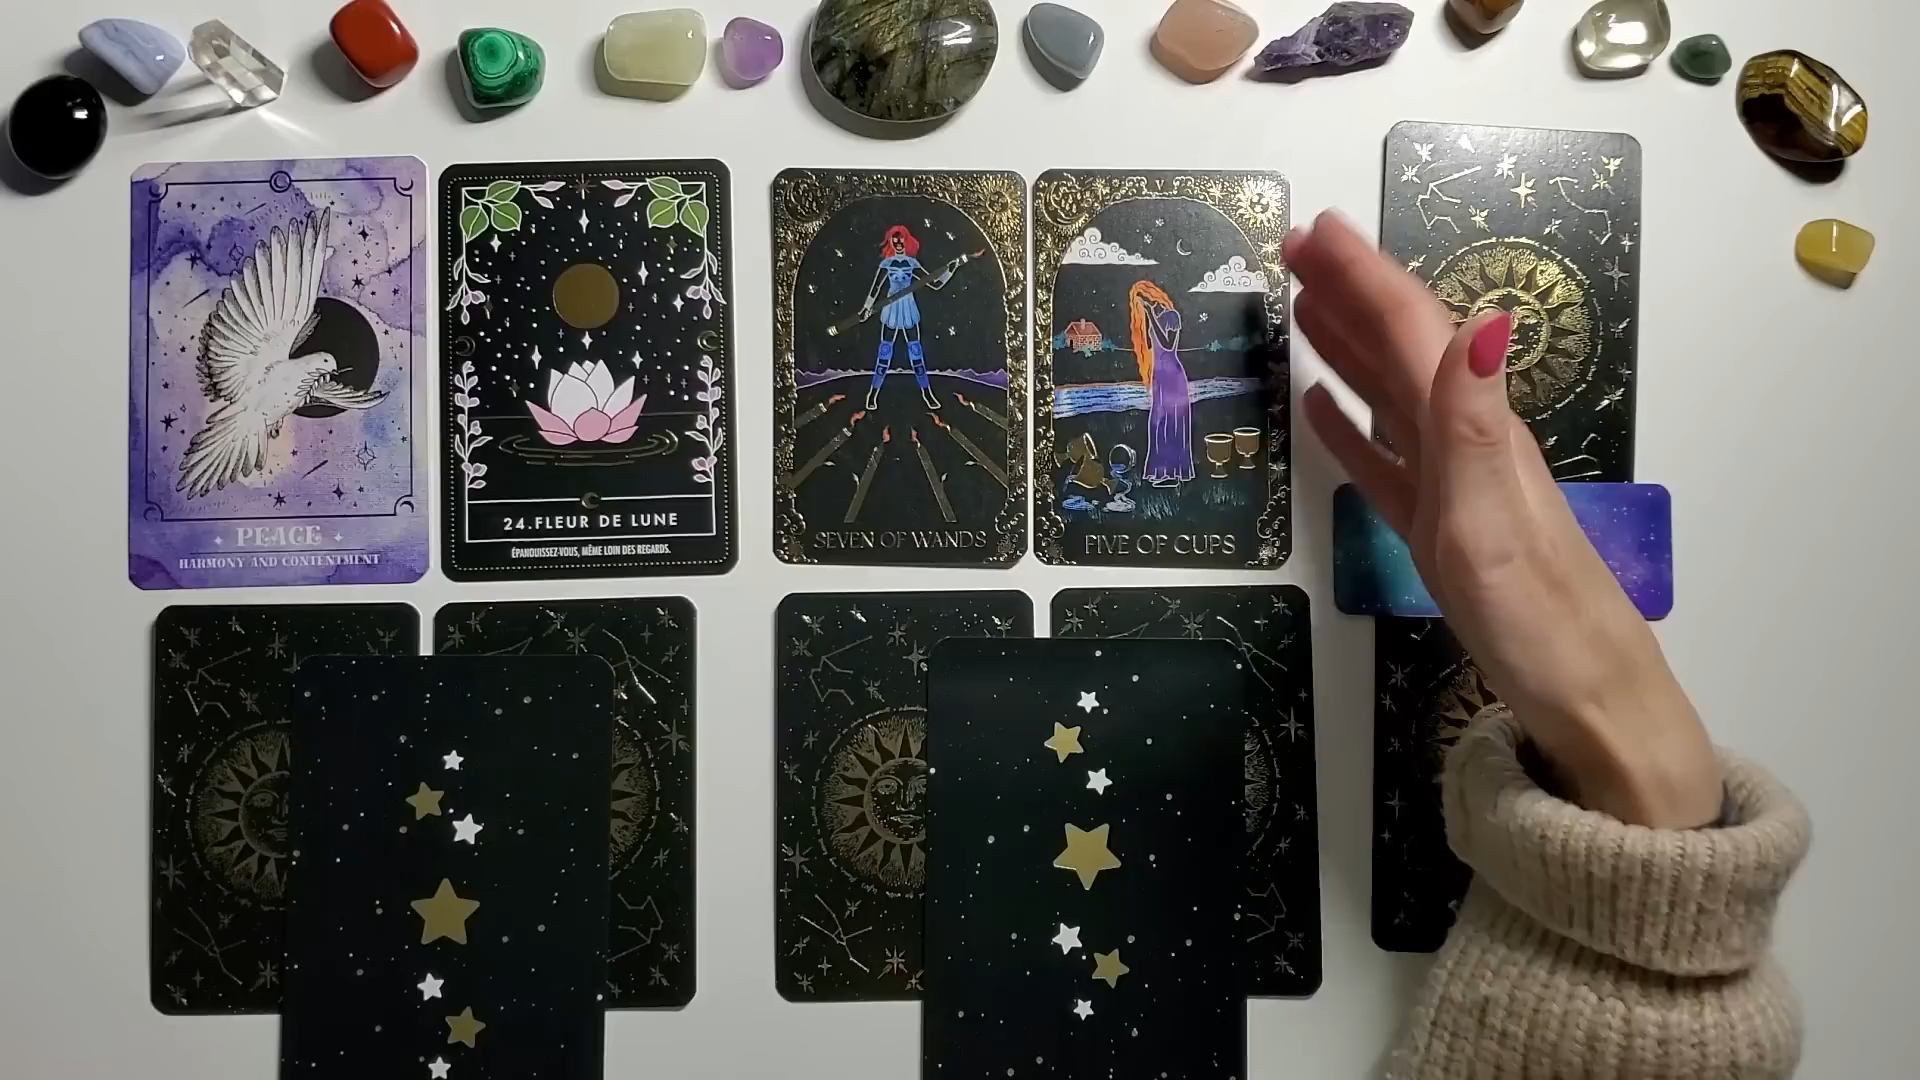 PEACE
HARMONY AND CONTENTMENT
24.FLEUR DE LUNE
ÉPANOUISSEZ-VOUS, MÊME LOIN DES REGARDS.
VII
SEVEN OF WANDS
V
FIVE OF CUPS